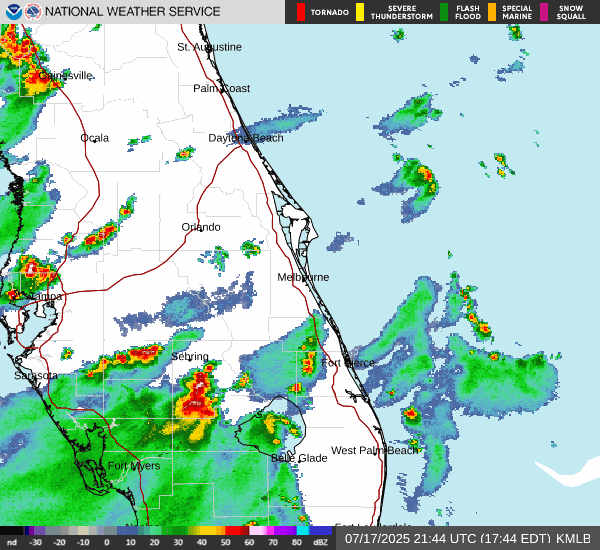 NATIONAL WEATHER SERVICE
TORNADO
SEVERE THUNDERSTORM
FLASH FLOOD
SPECIAL MARINE
SNOW SQUALL
St. Augustine
Gainesville
Palm Coast
Ocala
Daytona Beach
Orlando
Melbourne
Tampa
Sebring
Fort Pierce
Sarasota
West Palm Beach
Belle Glade
Fort Myers
nd -30 -20 -10 0 10 20 30 40 50 60 70 80 dBZ
07/17/2025 21:44 UTC (17:44 EDT) KMLB